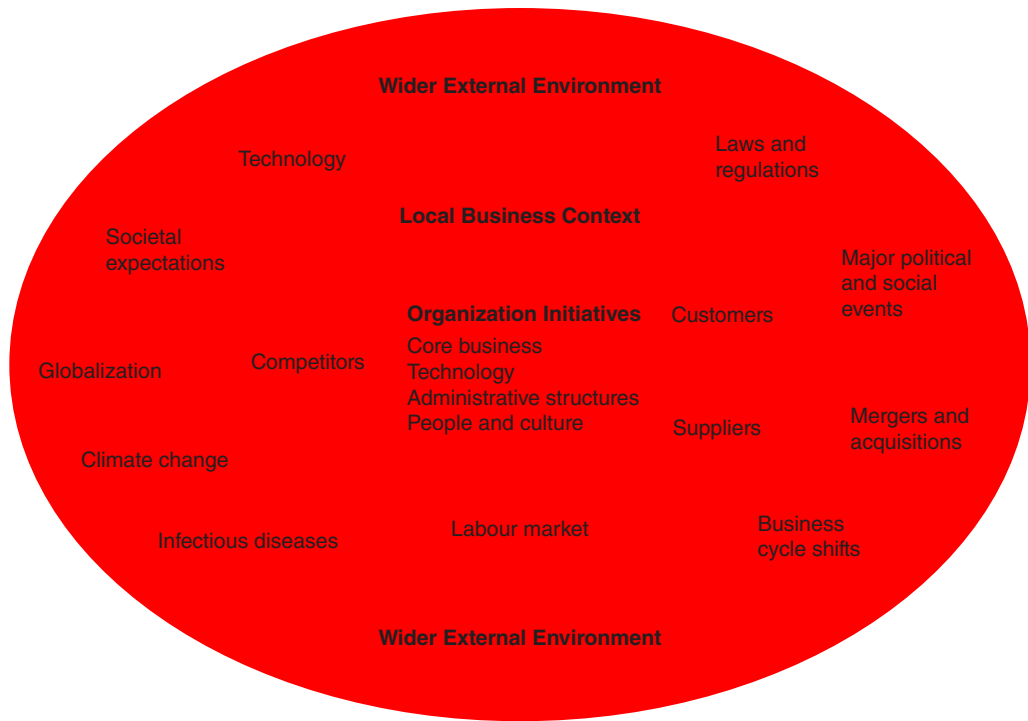 Wider External Environment
Technology
Laws and
regulations
Local Business Context
Societal
expectations
Major political
and social
events
Organization Initiatives
Core business
Technology
Administrative structures
People and culture
Customers
Competitors
Globalization
Suppliers
Mergers and
acquisitions
Climate change
Infectious diseases
Labour market
Business
cycle shifts
Wider External Environment